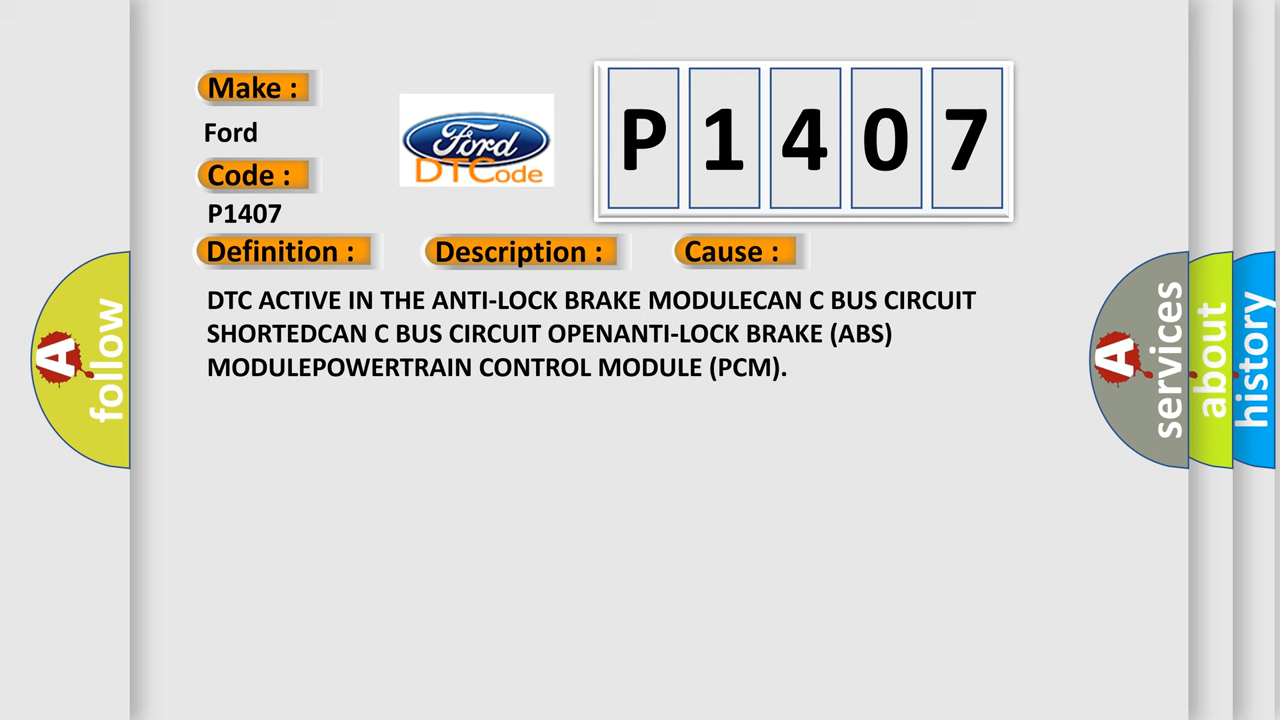 Make :
Ford
Code :
P1407
Ford
DTCode
P 1 4 0 7
Definition :
Description :
Cause :
DTC ACTIVE IN THE ANTI-LOCK BRAKE MODULECAN C BUS CIRCUIT
SHORTEDCAN C BUS CIRCUIT OPENANTI-LOCK BRAKE (ABS)
MODULEPOWERTRAIN CONTROL MODULE (PCM).
A follow
A services
about
history